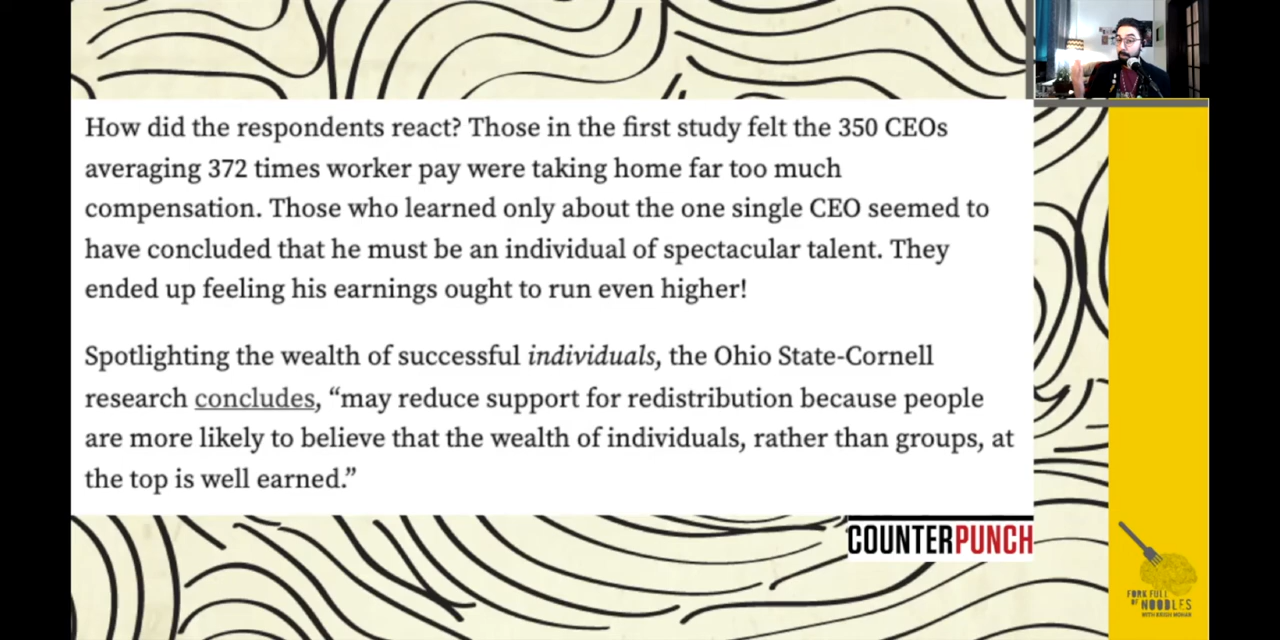 How did the respondents react? Those in the first study felt the 350 CEOs
averaging 372 times worker pay were taking home far too much
compensation. Those who learned only about the one single CEO seemed to
have concluded that he must be an individual of spectacular talent. They
ended up feeling his earnings ought to run even higher!
Spotlighting the wealth of successful individuals, the Ohio State-Cornell
research concludes, “may reduce support for redistribution because people
are more likely to believe that the wealth of individuals, rather than groups, at
the top is well earned.”
COUNTERPUNCH
FORK FULL
OF NOODLES
WITH KRISH MOHAN